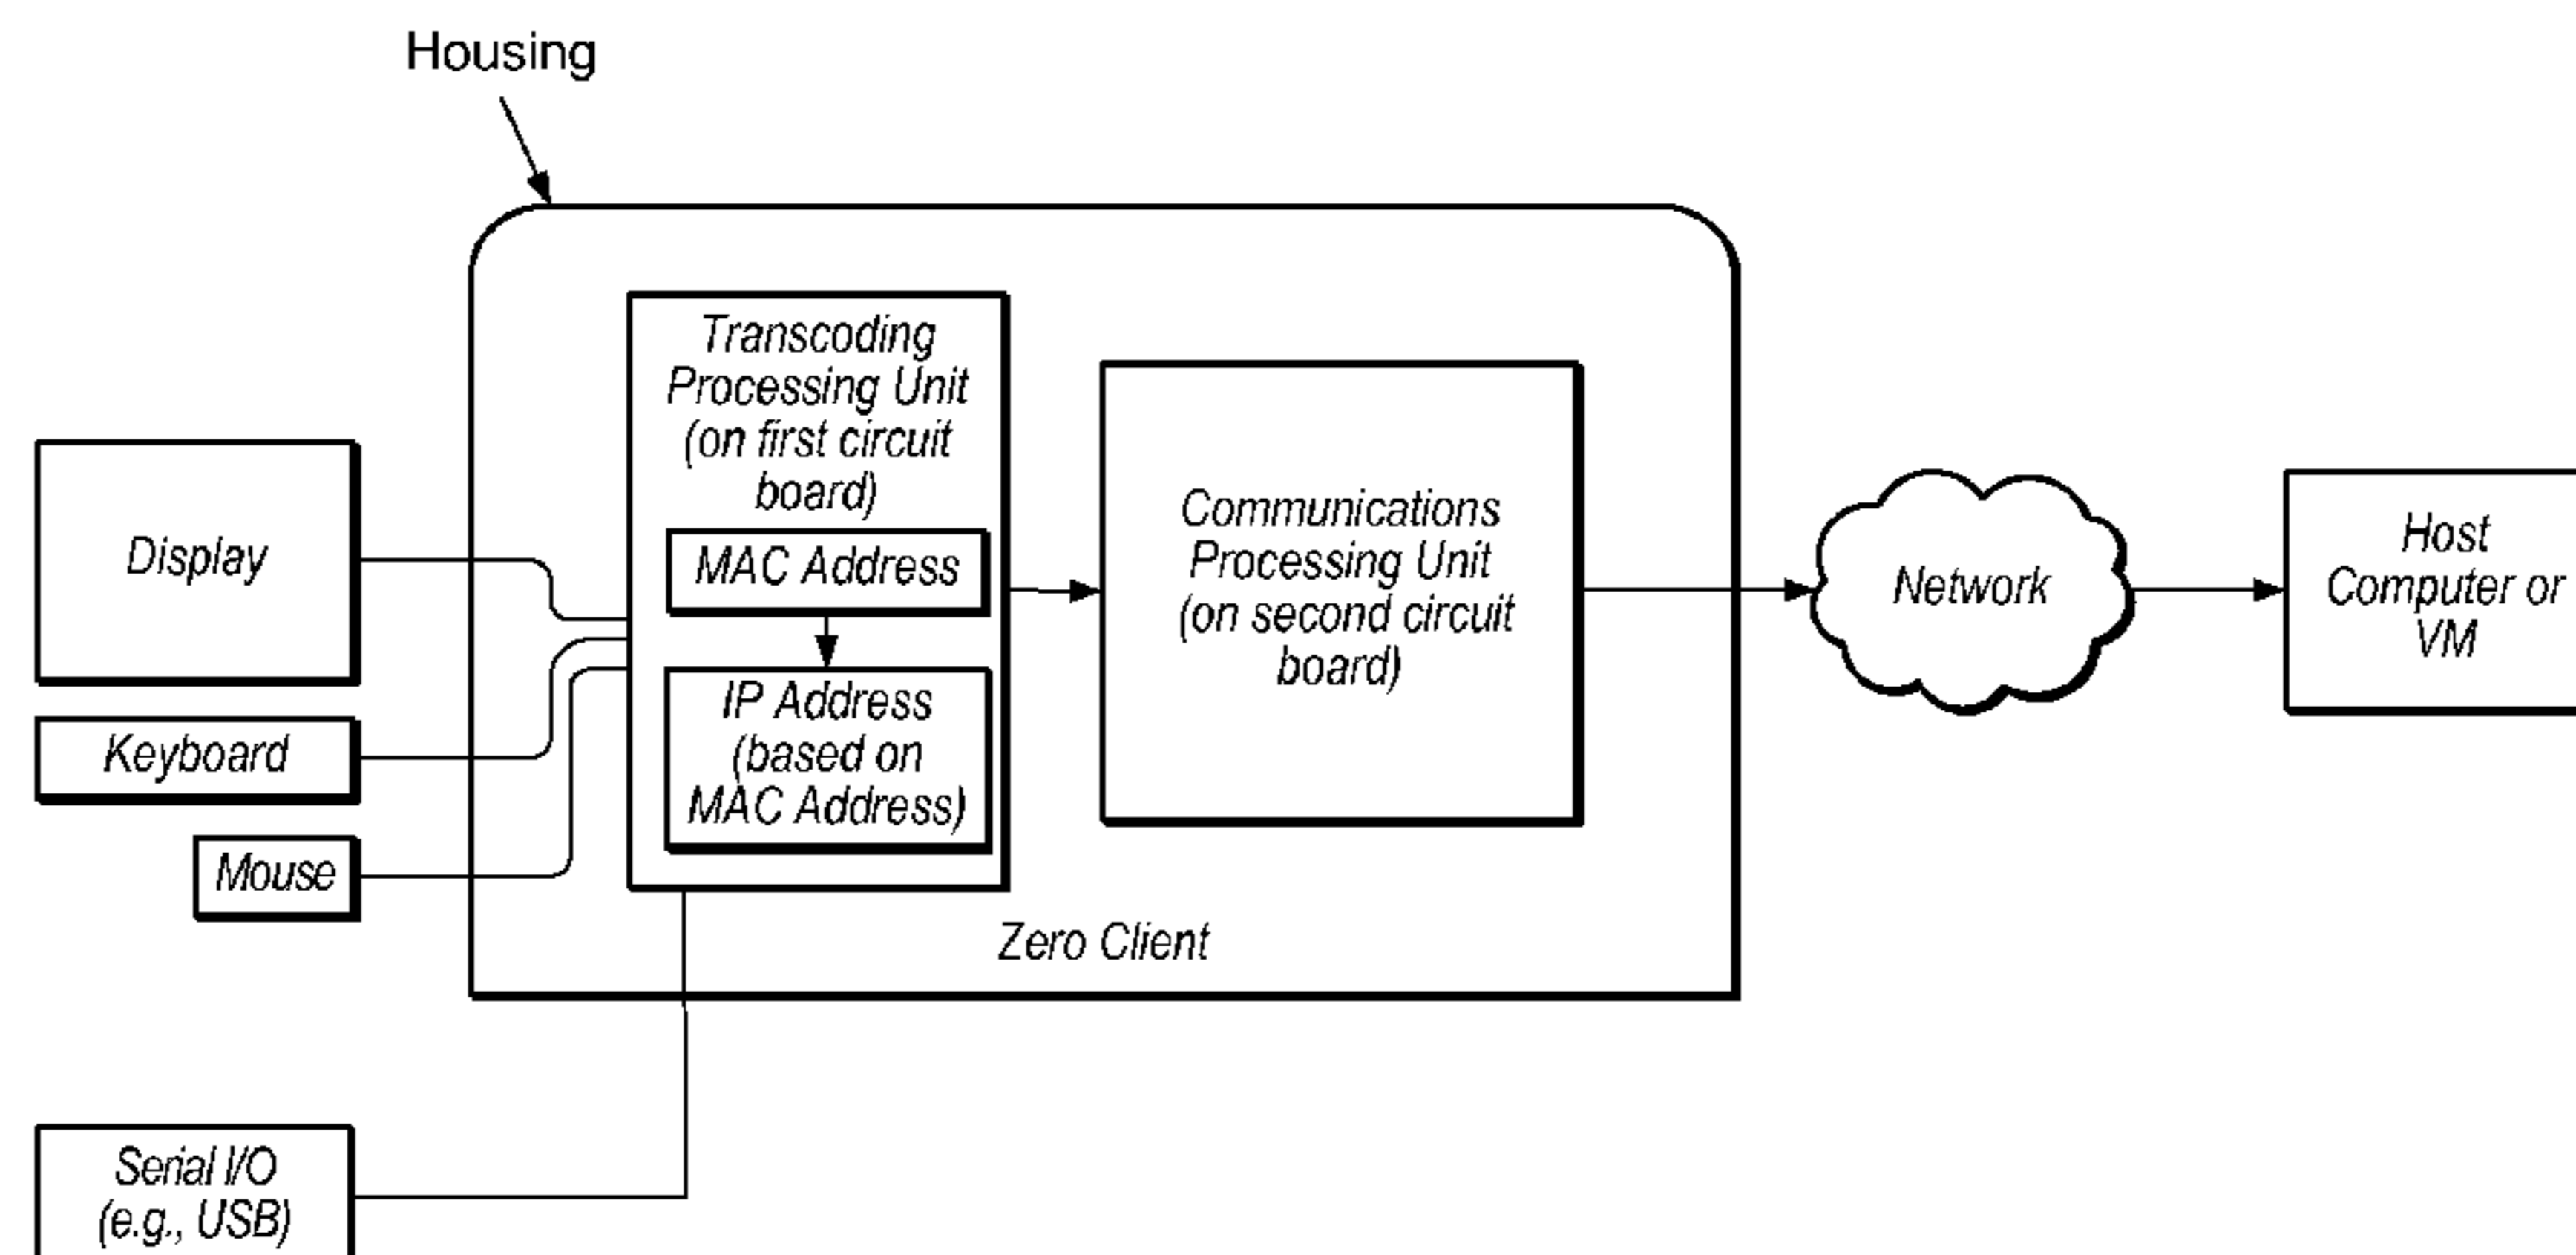 Housing
Transcoding
Processing Unit
(on first circuit
board)
MAC Address
IP Address
(based on
MAC Address)
Communications
Processing Unit
(on second circuit
board)
Display
Keyboard
Mouse
Zero Client
Network
Host
Computer or
VM
Serial I/O
(e.g., USB)